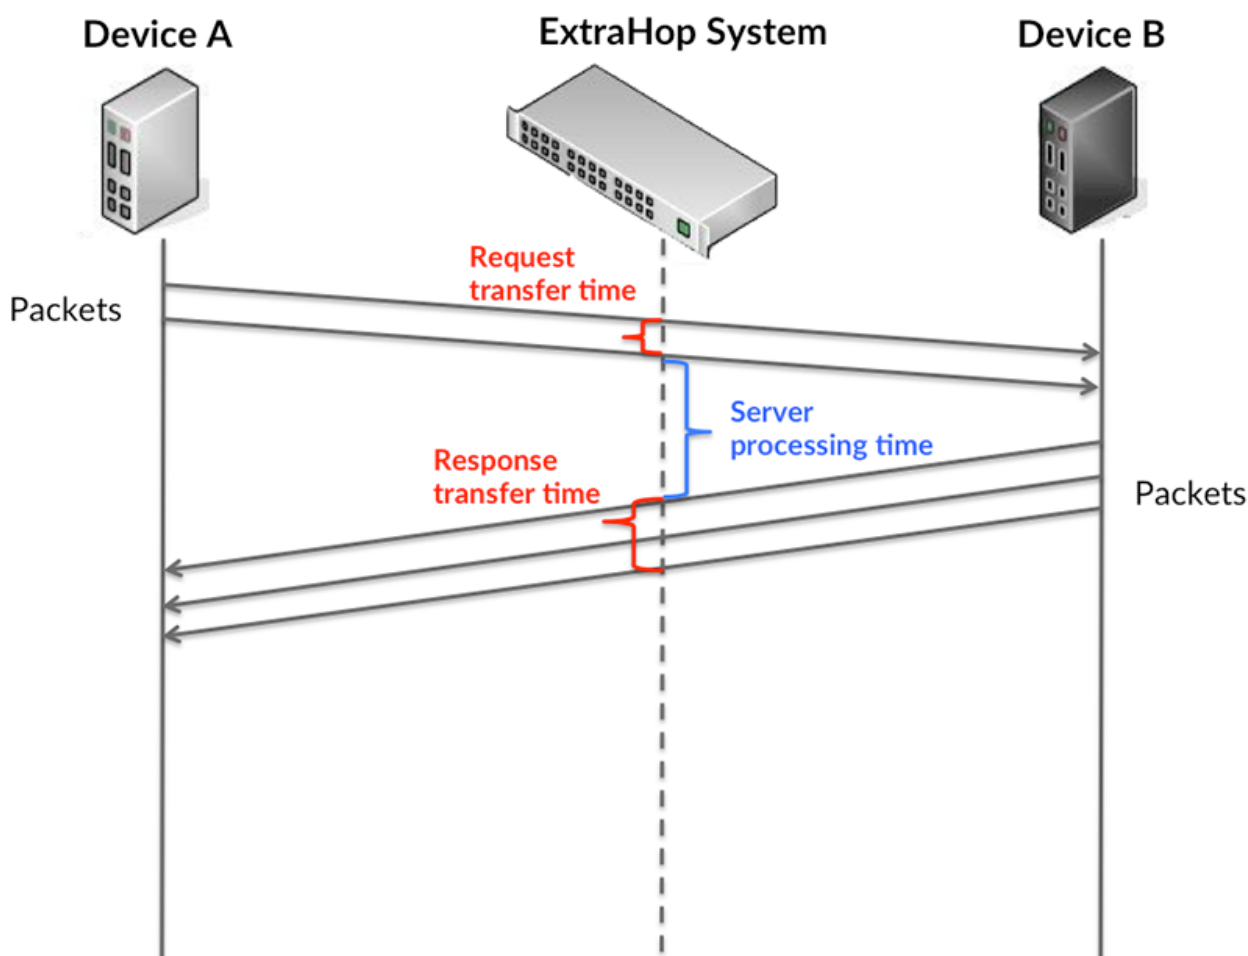 Device A
ExtraHop System
Device B
Request
transfer time
Packets
Server
processing time
Response
transfer time
Packets